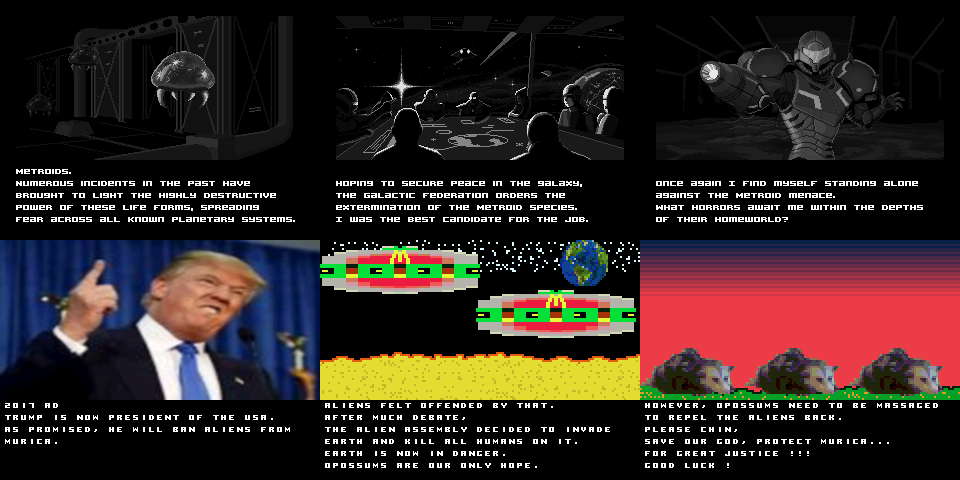 METROIDS.
NUMEROUS INCIDENTS IN THE PAST HAVE
BROUGHT TO LIGHT THE HIGHLY DESTRUCTIVE
POWER OF THESE LIFE FORMS, SPREADING
FEAR ACROSS ALL KNOWN PLANETARY SYSTEMS.
HOPING TO SECURE PEACE IN THE GALAXY,
THE GALACTIC FEDERATION ORDERS THE
EXTERMINATION OF THE METROID SPECIES.
I WAS THE BEST CANDIDATE FOR THE JOB.
ONCE AGAIN I FIND MYSELF STANDING ALONE
AGAINST THE METROID MENACE.
WHAT HORRORS AWAIT ME WITHIN THE DEPTHS
OF THEIR HOMEWORLD?
2017 AD
TRUMP IS NOW PRESIDENT OF THE USA.
AS PROMISED, HE WILL BAN ALIENS FROM
MURICA.
ALIENS FELT OFFENDED BY THAT.
AFTER MUCH DEBATE,
THE ALIEN ASSEMBLY DECIDED TO INVADE
EARTH AND KILL ALL HUMANS ON IT.
EARTH IS NOW IN DANGER.
OPOSSUMS ARE OUR ONLY HOPE.
HOWEVER, OPOSSUMS NEED TO BE MASSAGED
TO REPEL THE ALIENS BACK.
PLEASE CHIN,
SAVE OUR GOD, PROTECT MURICA...
FOR GREAT JUSTICE !!!
GOOD LUCK !